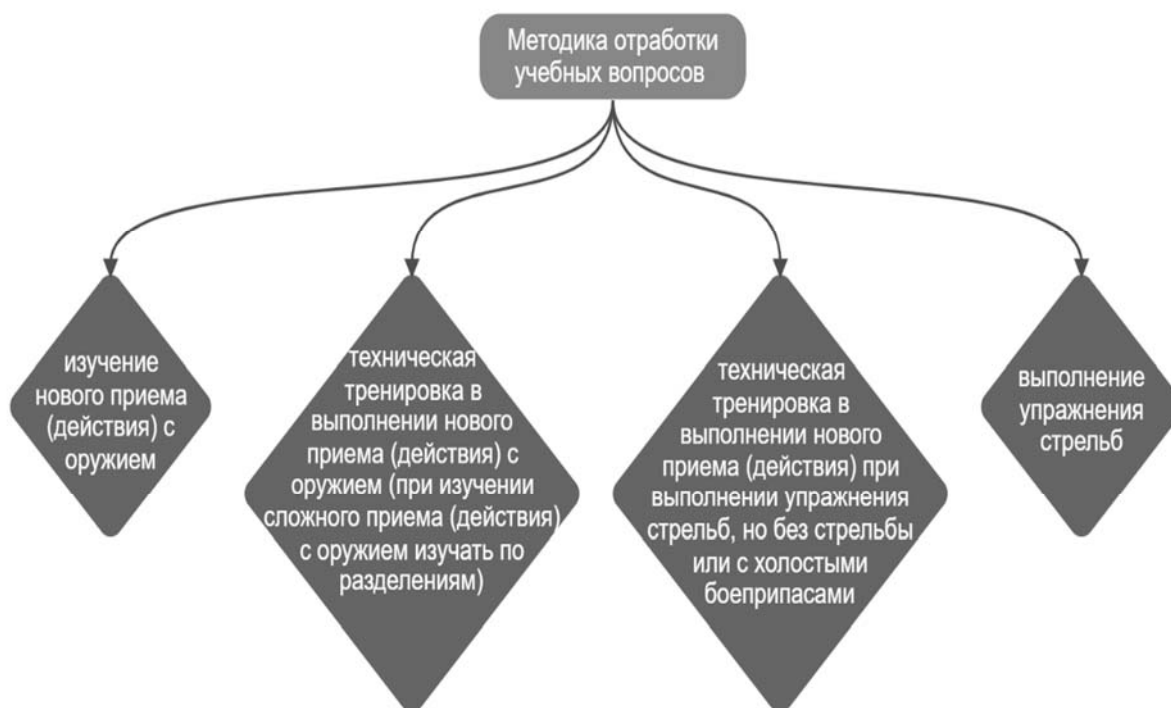 Методика отработки
учебных вопросов
изучение
нового приема
(действия) с
оружием
техническая
тренировка в
выполнении нового
приема (действия) с
оружием (при изучении
сложного приема (действия)
с оружием изучать по
разделениям)
техническая
тренировка в
выполнении нового
приема (действия) при
выполнении упражнения
стрельб, но без стрельбы
или с холостыми
боеприпасами
выполнение
упражнения
стрельб